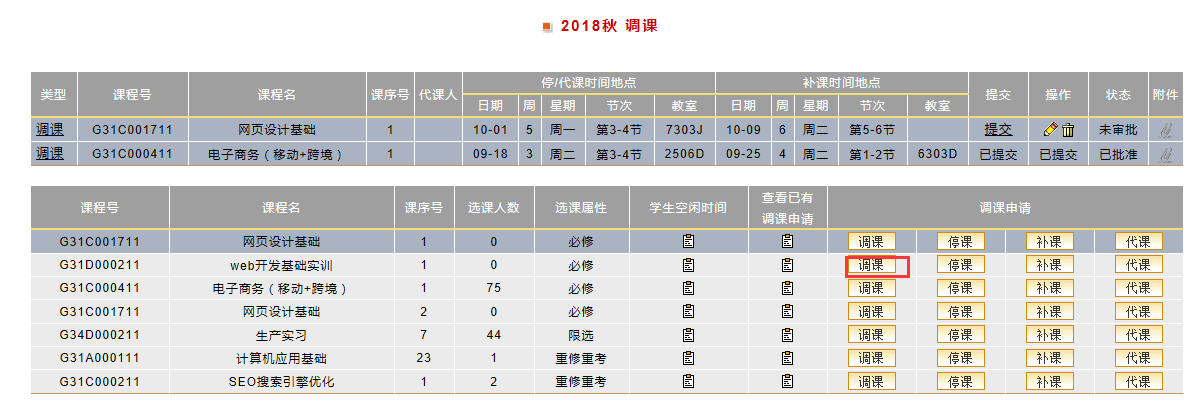 2018秋 调课
类型 课程号 课程名 课序号 代课人 停/代课时间地点 补课时间地点 提交 操作 状态 附件
日期 周 星期 节次 教室 日期 周 星期 节次 教室
调课 G31C001711 网页设计基础 1 10-01 5 周一 第3-4节 7303J 10-09 6 周二 第5-6节 提交 未审批
调课 G31C000411 电子商务（移动+跨境） 1 09-18 3 周二 第3-4节 2506D 09-25 4 周二 第1-2节 6303D 已提交 已提交 已批准
课程号 课程名 课序号 选课人数 选课属性 学生空闲时间 查看已有 调课申请
调课申请
G31C001711 网页设计基础 1 0 必修 调课 停课 补课 代课
G31D000211 web开发基础实训 1 0 必修 调课 停课 补课 代课
G31C000411 电子商务（移动+跨境） 1 75 必修 调课 停课 补课 代课
G31C001711 网页设计基础 2 0 必修 调课 停课 补课 代课
G34D000211 生产实习 7 44 限选 调课 停课 补课 代课
G31A000111 计算机应用基础 23 1 重修重考 调课 停课 补课 代课
G31C000211 SEO搜索引擎优化 1 2 重修重考 调课 停课 补课 代课